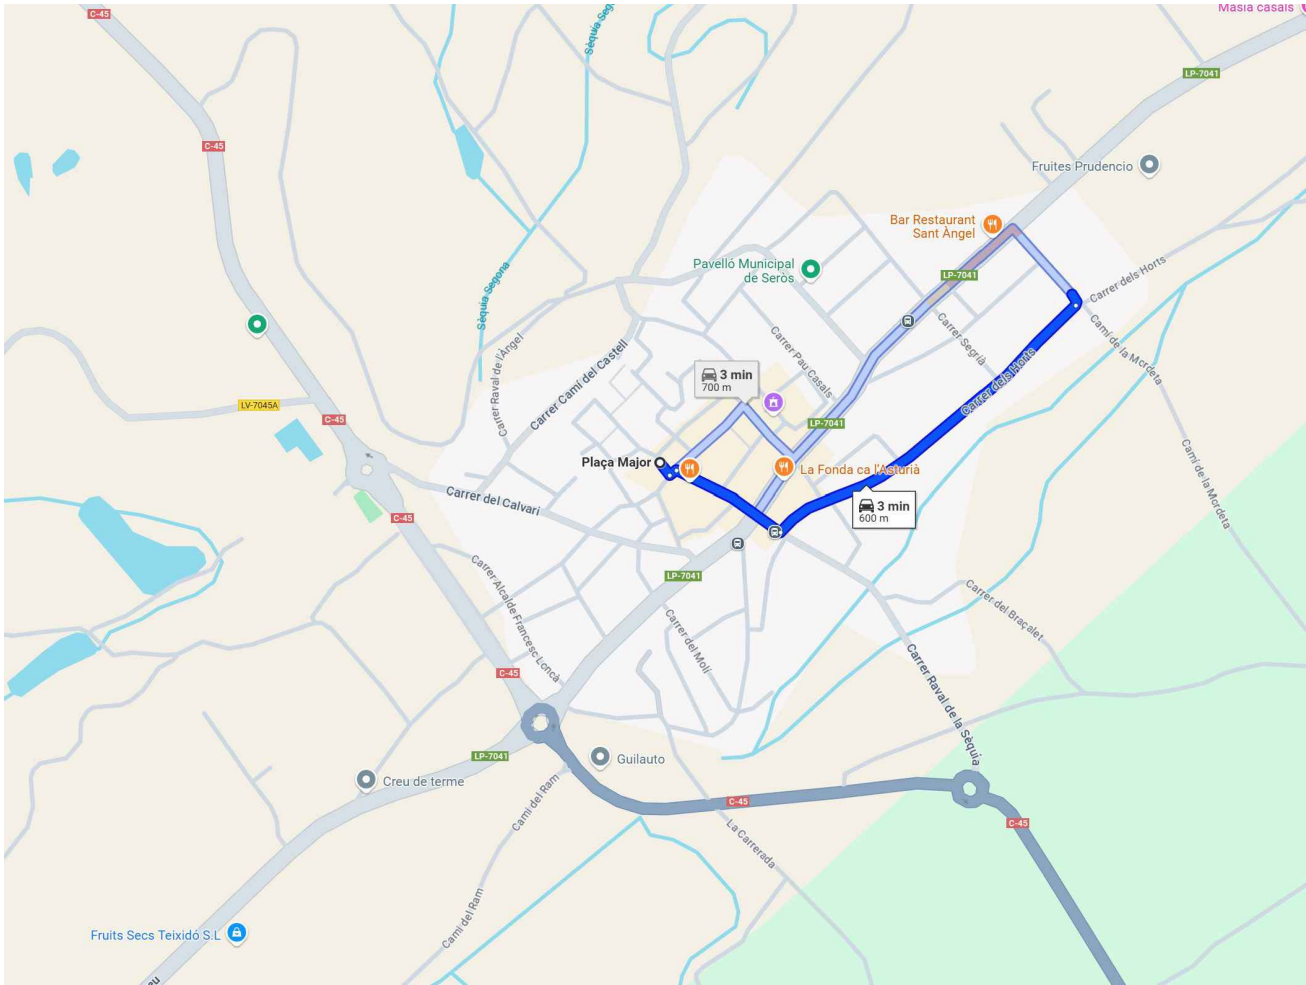 Masia casals
C-45
Sèquia Seg
LP-7041
C-45
Fruites Prudencio
Bar Restaurant
Sant Àngel
Pavelló Municipal
de Seròs
LP-7041
Carrer dels Horts
Sèquia Segona
Carrer Segrià
Camí de la Mordeta
Carrer Pau Casals
Carrer Raval de l'Àngel
Carrer Camí del Castell
3 min
700 m
Carrer dels Horts
LV-7045A
C-45
LP-7041
Plaça Major
La Fonda ca l'Asturià
Camí de la Mordeta
Carrer del Calvari
3 min
600 m
C-45
LP-7041
Carrer Alcalde Francesc Loncà
Carrer del Molí
Carrer del Braçalet
Carrer Raval de la Sèquia
C-45
LP-7041
Guilauto
Creu de terme
Camí del Ram
C-45
C-45
La Carrerada
Camí del Ram
Fruits Secs Teixidó S.L